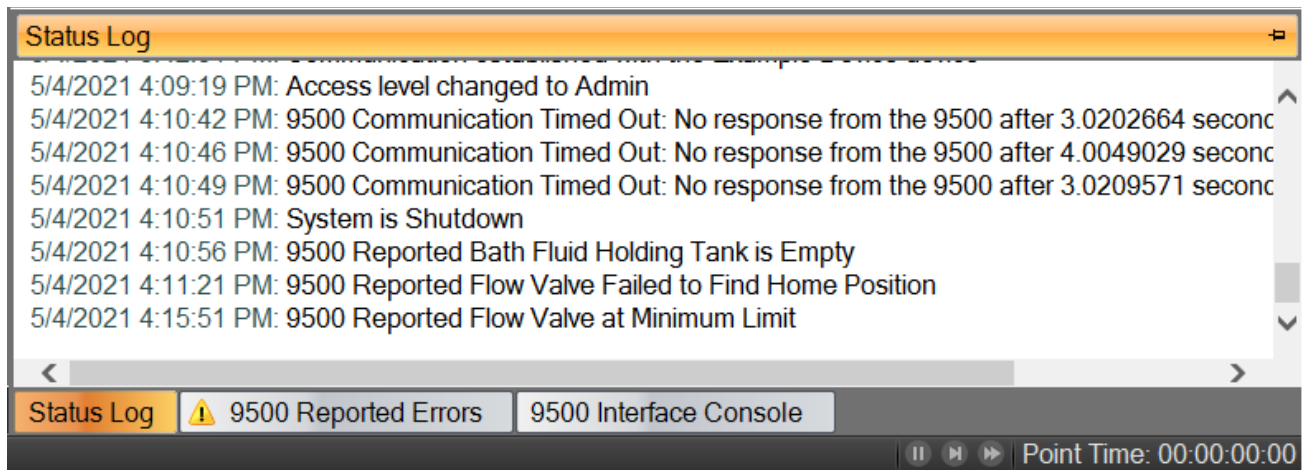 Status Log
5/4/2021 4:09:19 PM: Access level changed to Admin
5/4/2021 4:10:42 PM: 9500 Communication Timed Out: No response from the 9500 after 3.0202664 second
5/4/2021 4:10:46 PM: 9500 Communication Timed Out: No response from the 9500 after 4.0049029 second
5/4/2021 4:10:49 PM: 9500 Communication Timed Out: No response from the 9500 after 3.0209571 second
5/4/2021 4:10:51 PM: System is Shutdown
5/4/2021 4:10:56 PM: 9500 Reported Bath Fluid Holding Tank is Empty
5/4/2021 4:11:21 PM: 9500 Reported Flow Valve Failed to Find Home Position
5/4/2021 4:15:51 PM: 9500 Reported Flow Valve at Minimum Limit
Status Log 9500 Reported Errors 9500 Interface Console
Point Time: 00:00:00:00